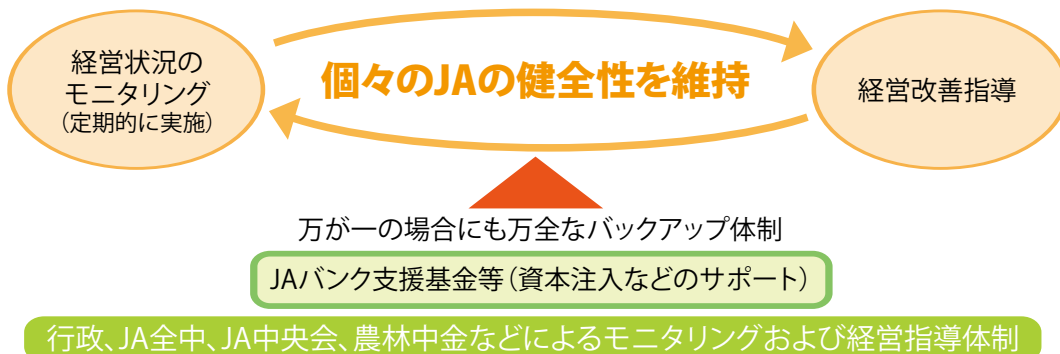 経営状況の
モニタリング
（定期的に実施）
個々のJAの健全性を維持
経営改善指導
万が一の場合にも万全なバックアップ体制
JAバンク支援基金等（資本注入などのサポート）
行政、JA全中、JA中央会、農林中金などによるモニタリングおよび経営指導体制